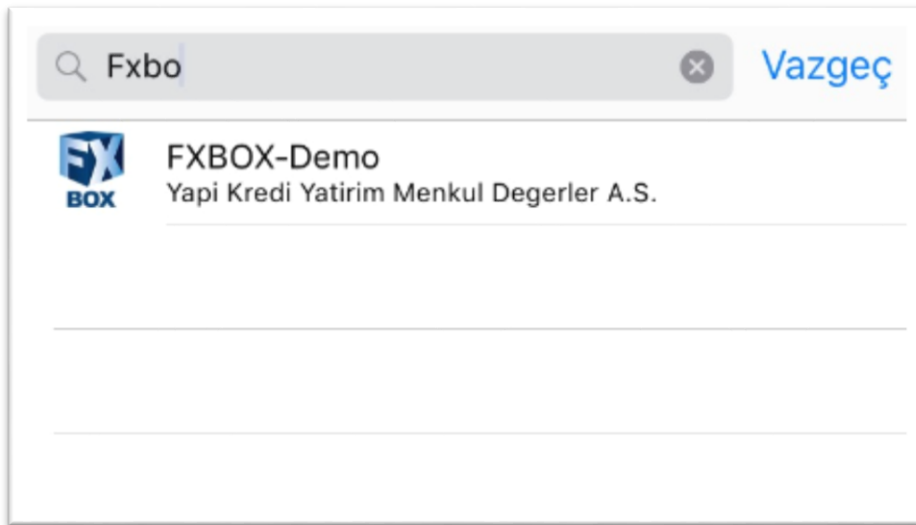 Fxbo
Vazgeç
FX
BOX
FXBOX-Demo
Yapi Kredi Yatirim Menkul Degerler A.S.